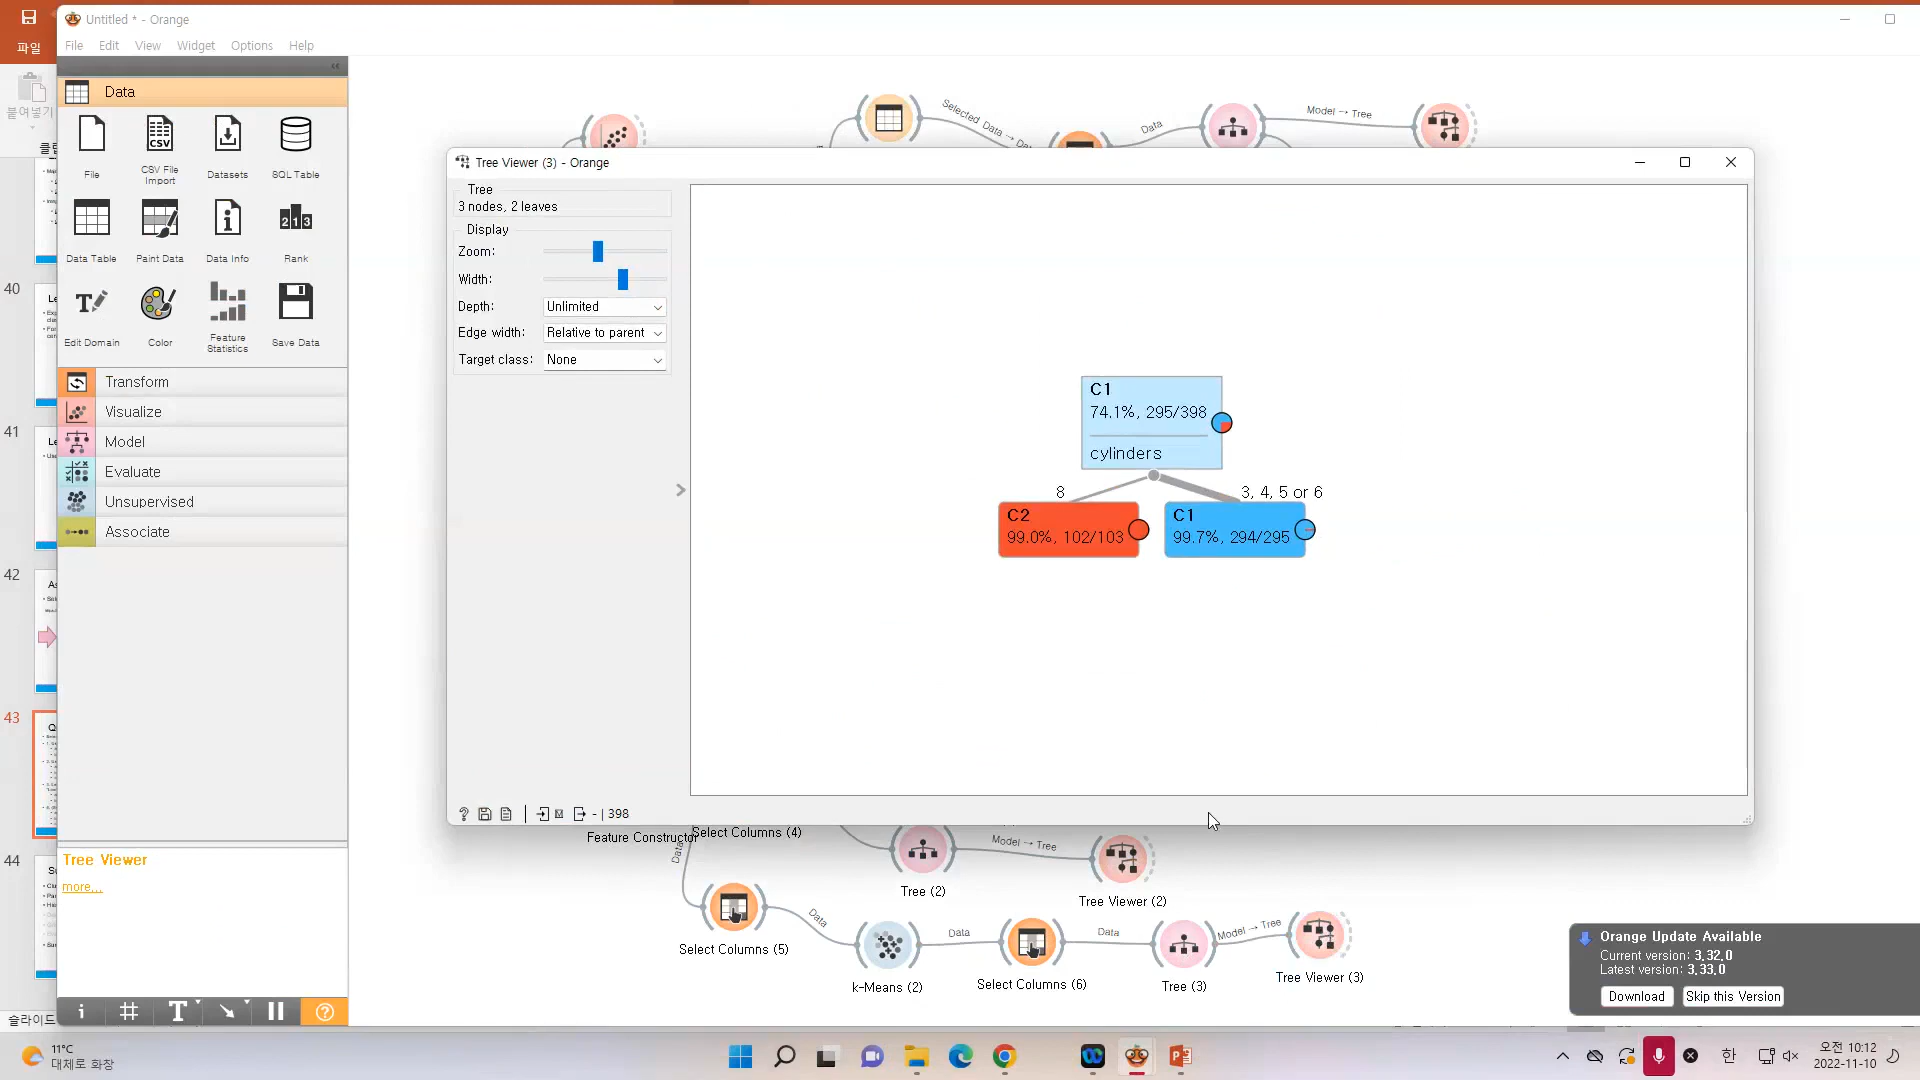 Untitled * - Orange
파일
File Edit View Widget Options Help
붙여넣기
Data
File
CSV File Import
Datasets
SQL Table
Data Table
Paint Data
Data Info
Rank
Edit Domain
Color
Feature Statistics
Save Data
Transform
Visualize
Model
Evaluate
Unsupervised
Associate
40
41
42
43
44
Tree Viewer
more...
슬라이드
Selected Data → Da
Data
Model → Tree
Tree Viewer (3) - Orange
Tree
3 nodes, 2 leaves
Display
Zoom:
Width:
Depth: Unlimited
Edge width: Relative to parent
Target class: None
C1
74.1%, 295/398
cylinders
8
3, 4, 5 or 6
C2
99.0%, 102/103
C1
99.7%, 294/295
- | 398
Feature Constructor
Select Columns (4)
Data
Model → Tree
Tree (2)
Tree Viewer (2)
Select Columns (5)
Data
k-Means (2)
Data
Select Columns (6)
Data
Tree (3)
Model → Tree
Tree Viewer (3)
Orange Update Available
Current version: 3.32.0
Latest version: 3.33.0
Download
Skip this Version
11°C
대체로 화창
한
오전 10:12
2022-11-10